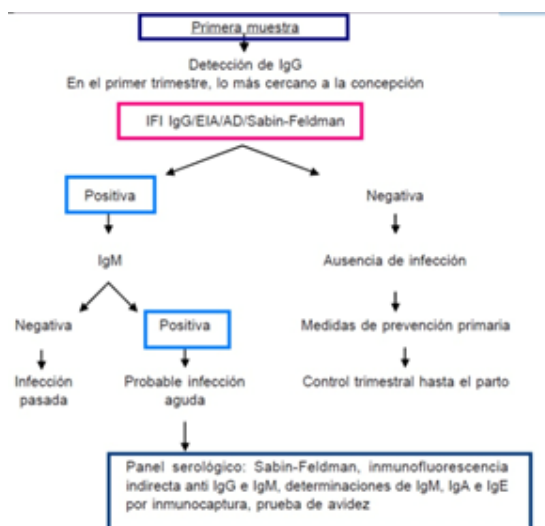 Primera muestra
Detección de IgG
En el primer trimestre, lo más cercano a la concepción
IFI IgG/EIA/AD/Sabin-Feldman
Positiva
Negativa
IgM
Ausencia de infección
Negativa
Positiva
Medidas de prevención primaria
Infección
pasada
Probable infección
aguda
Control trimestral hasta el parto
Panel serológico: Sabin-Feldman, inmunofluorescencia
indirecta anti IgG e IgM, determinaciones de IgM, IgA e IgE
por inmunocaptura, prueba de avidez